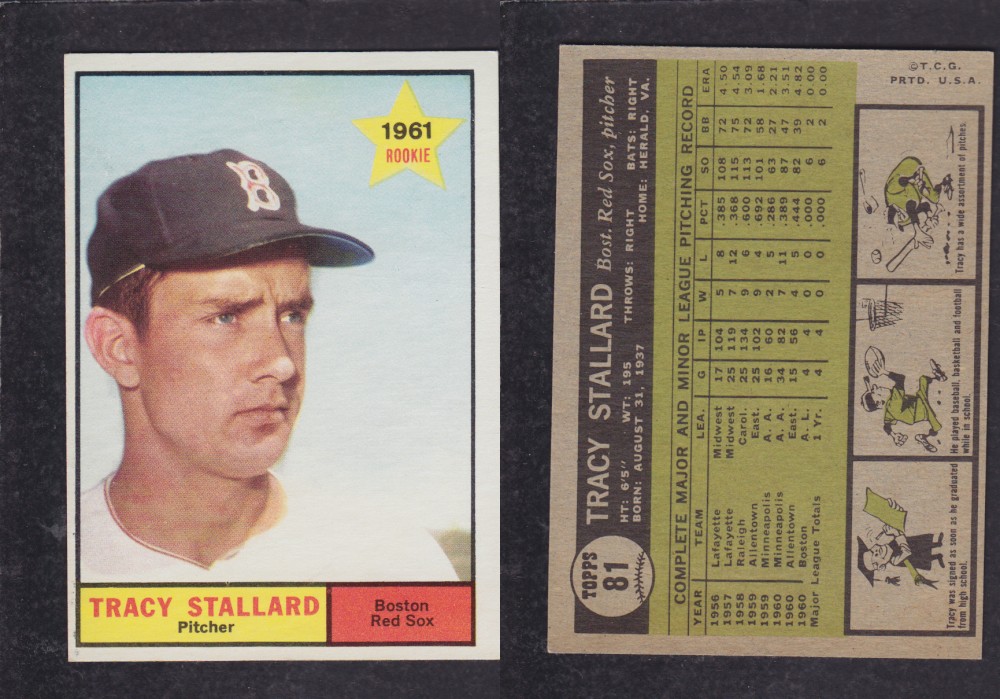 1961
ROOKIE
B
TRACY STALLARD
Pitcher
Boston
Red Sox
TOPPS
81
TRACY STALLARD Bost. Red Sox, pitcher
HT: 6'5" WT: 195 THROWS: RIGHT BATS: RIGHT
BORN: AUGUST 31, 1937 HOME: HERALD, VA.
COMPLETE MAJOR AND MINOR LEAGUE PITCHING RECORD
YEAR TEAM LEA. G IP W L PCT SO BB ERA
1956 Lafayette Midwest 17 104 5 8 .385 108 72 4.50
1957 Lafayette Midwest 25 119 7 12 .368 115 75 4.54
1958 Raleigh Carol. 25 134 9 6 .600 113 72 3.09
1959 Allentown East. 25 102 9 4 .692 101 58 1.68
1959 Minneapolis A. A. 16 60 2 5 .286 63 27 2.21
1960 Minneapolis A. A. 34 82 7 11 .389 87 47 3.51
1960 Allentown East. 15 56 4 5 .444 82 39 4.82
1960 Boston A. L. 4 4 0 0 .000 6 2 0.00
Major League Totals 1 Yr. 4 4 0 0 .000 6 2 0.00
Tracy was signed as soon as he graduated
from high school.
He played baseball, basketball and football
while in school.
Tracy has a wide assortment of pitches.
©T.C.G.
PRTD. U.S.A.